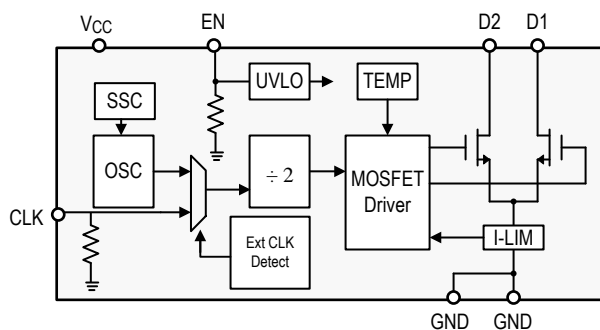 VCC
EN
D2
D1
SSC
UVLO
TEMP
OSC
÷ 2
MOSFET
Driver
CLK
Ext CLK
Detect
I-LIM
GND
GND